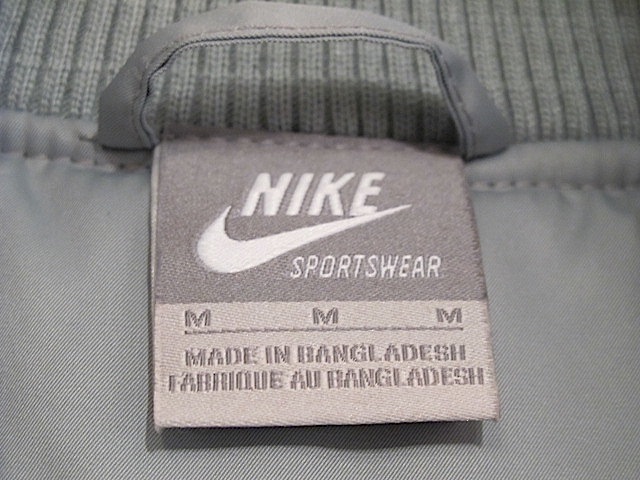 NIKE
SPORTSWEAR
M M M
MADE IN BANGLADESH
FABRIQUE AU BANGLADESH